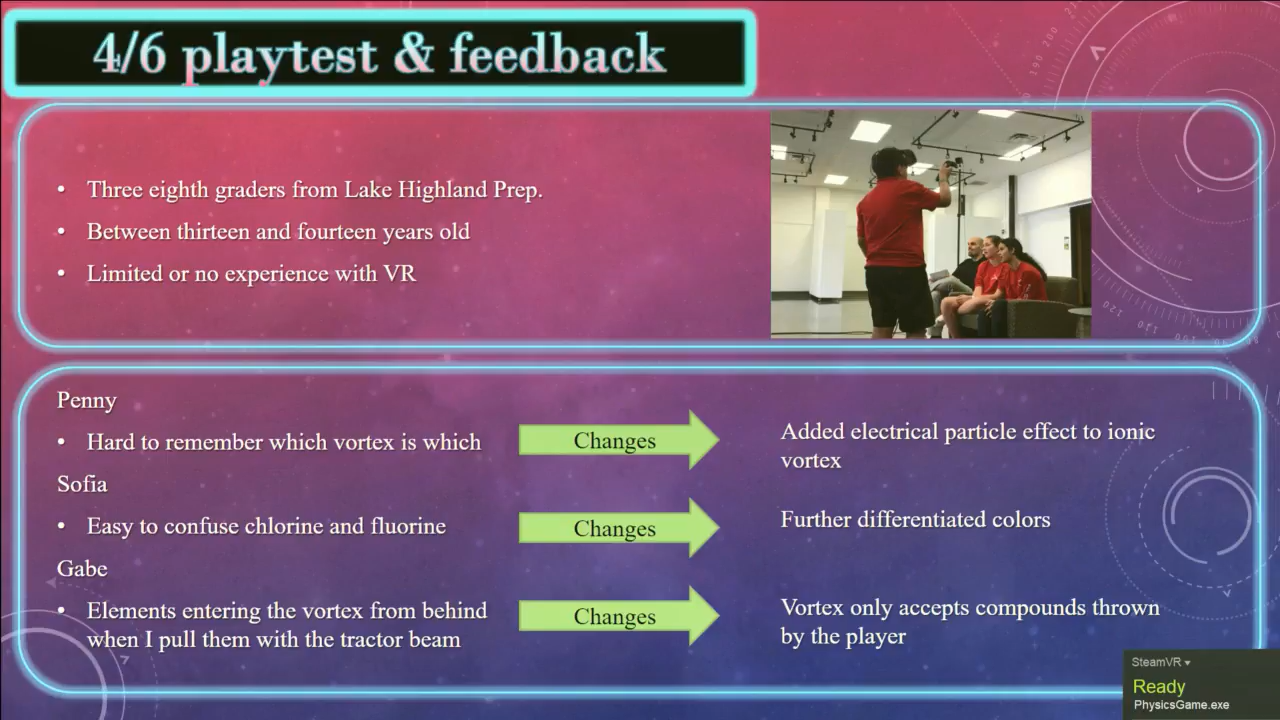 4/6 playtest & feedback
• Three eighth graders from Lake Highland Prep.
• Between thirteen and fourteen years old
• Limited or no experience with VR
Penny
• Hard to remember which vortex is which
Changes
Added electrical particle effect to ionic
vortex
Sofia
• Easy to confuse chlorine and fluorine
Changes
Further differentiated colors
Gabe
• Elements entering the vortex from behind
when I pull them with the tractor beam
Changes
Vortex only accepts compounds thrown
by the player
SteamVR ▾
Ready
PhysicsGame.exe
190 200